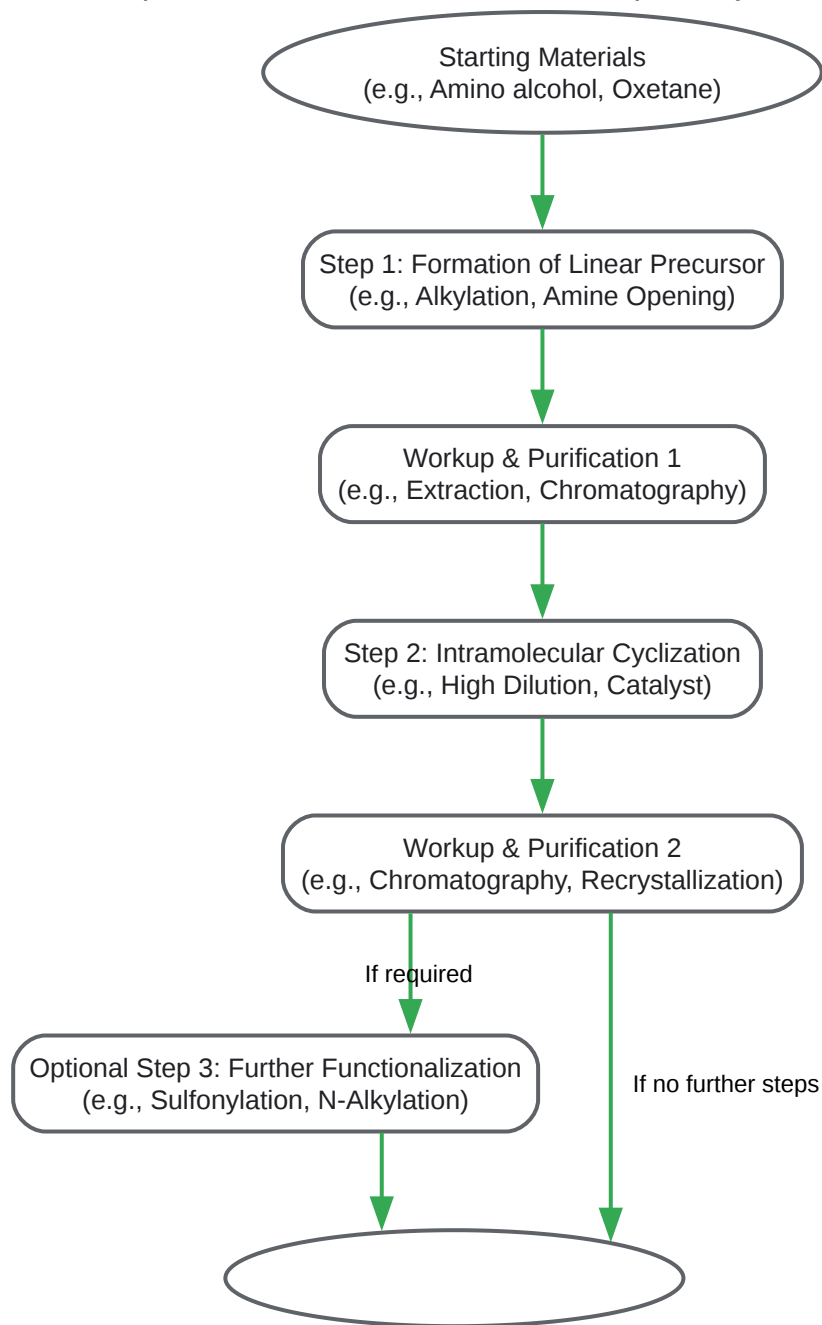 Starting Materials
(e.g., Amino alcohol, Oxetane)
Step 1: Formation of Linear Precursor
(e.g., Alkylation, Amine Opening)
Workup & Purification 1
(e.g., Extraction, Chromatography)
Step 2: Intramolecular Cyclization
(e.g., High Dilution, Catalyst)
Workup & Purification 2
(e.g., Chromatography, Recrystallization)
If required
Optional Step 3: Further Functionalization
(e.g., Sulfonylation, N-Alkylation)
If no further steps